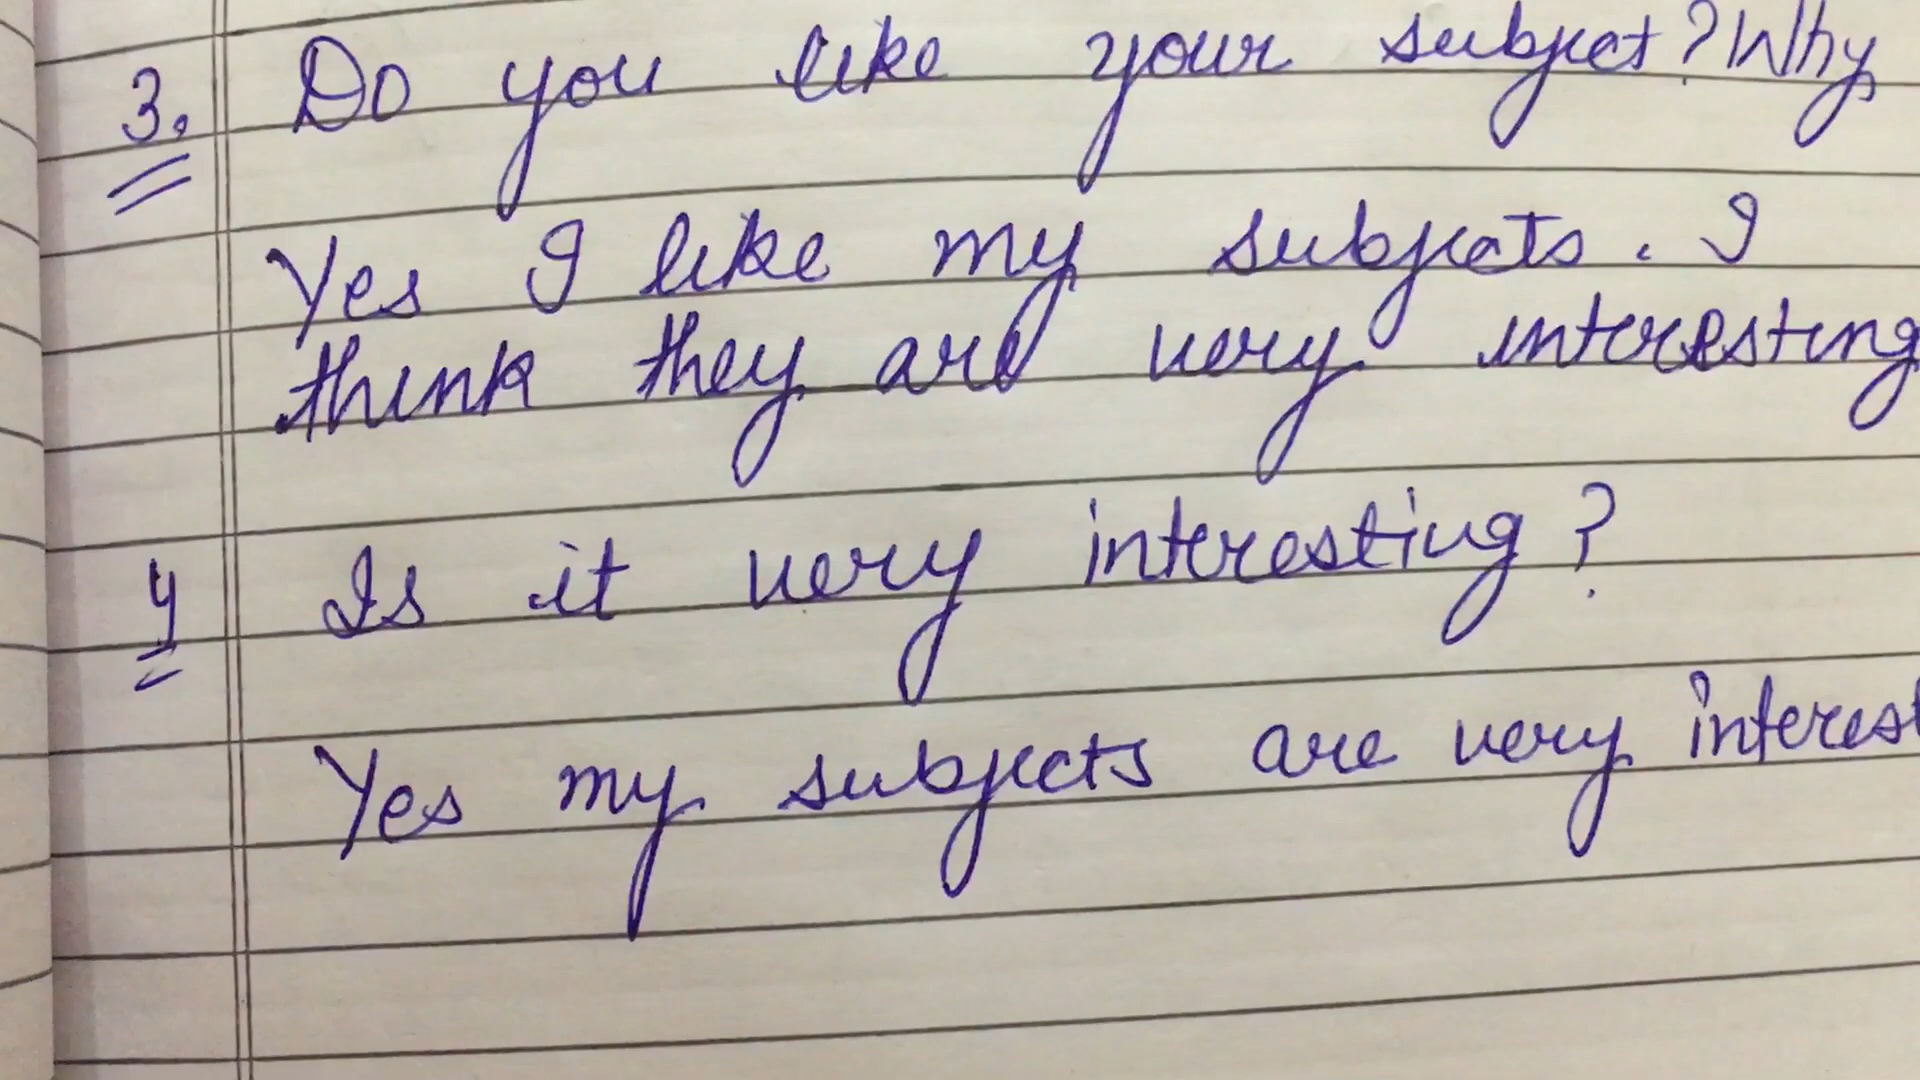 3. Do you like your subject? Why
Yes I like my subjects. I
think they are very interesting
4 Is it very interesting?
Yes my subjects are very interest